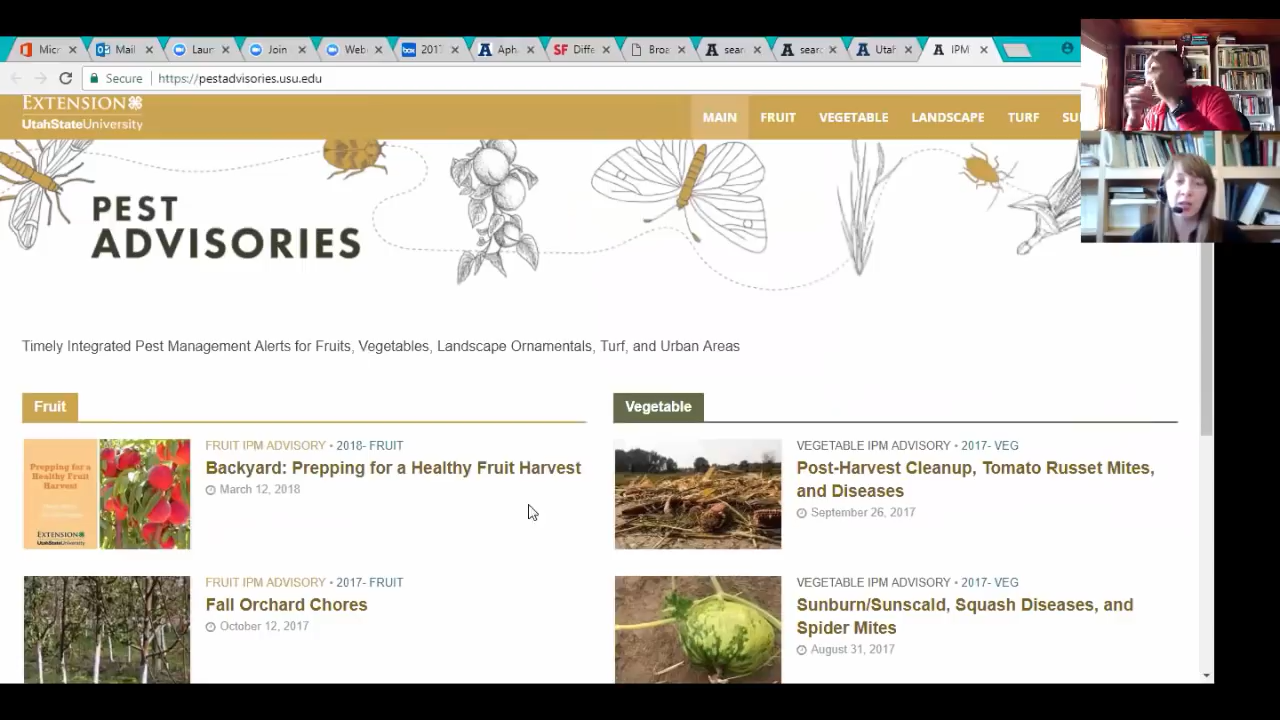 Micr
Mail
Laun
Join
Web
box 2017
Aph
SF Diffe
Broa
sear
sear
Utah
IPM
Secure https://pestadvisories.usu.edu
EXTENSION
UtahStateUniversity
MAIN FRUIT VEGETABLE LANDSCAPE TURF SU
PEST
ADVISORIES
Timely Integrated Pest Management Alerts for Fruits, Vegetables, Landscape Ornamentals, Turf, and Urban Areas
Fruit
Prepping for a
Healthy Fruit
Harvest
EXTENSION
UtahStateUniversity
FRUIT IPM ADVISORY • 2018- FRUIT
Backyard: Prepping for a Healthy Fruit Harvest
March 12, 2018
FRUIT IPM ADVISORY • 2017- FRUIT
Fall Orchard Chores
October 12, 2017
Vegetable
VEGETABLE IPM ADVISORY • 2017- VEG
Post-Harvest Cleanup, Tomato Russet Mites,
and Diseases
September 26, 2017
VEGETABLE IPM ADVISORY • 2017- VEG
Sunburn/Sunscald, Squash Diseases, and
Spider Mites
August 31, 2017